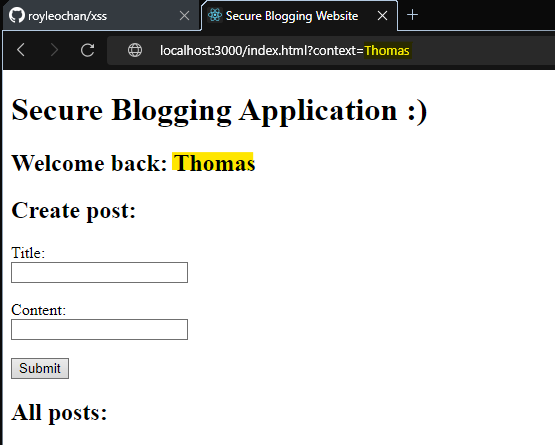 royleochan/xss
Secure Blogging Website
localhost:3000/index.html?context=Thomas
Secure Blogging Application :)
Welcome back: Thomas
Create post:
Title:
Content:
Submit
All posts: